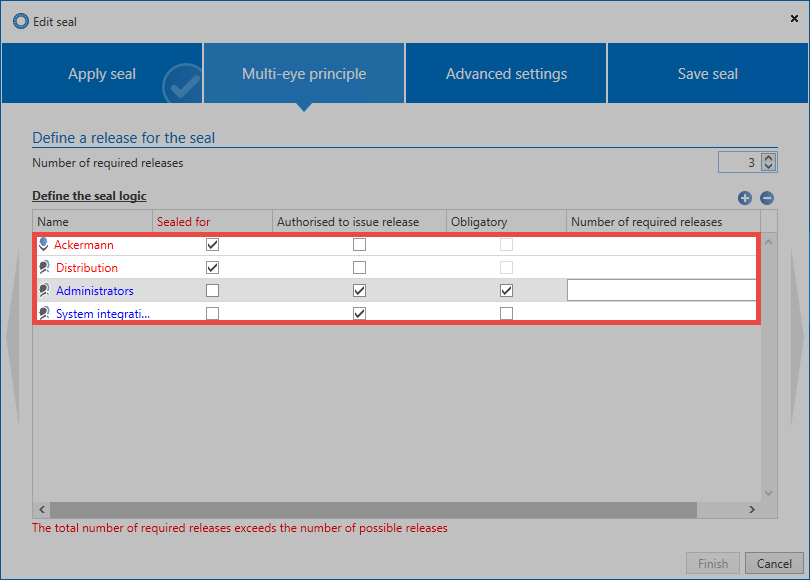 Edit seal
Apply seal
Multi-eye principle
Advanced settings
Save seal
Define a release for the seal
Number of required releases
3
Define the seal logic
Name Sealed for Authorised to issue release Obligatory Number of required releases
Ackermann
Distribution
Administrators
System integrati...
The total number of required releases exceeds the number of possible releases
Finish Cancel